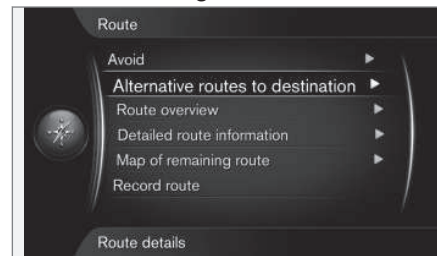 Route
Avoid
Alternative routes to destination
Route overview
Detailed route information
Map of remaining route
Record route
Route details